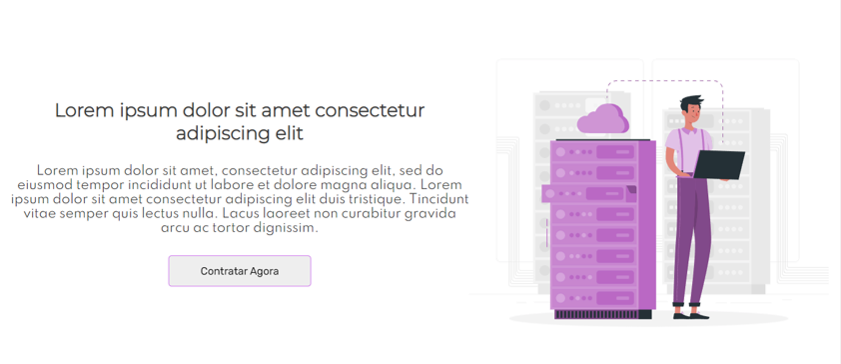 Lorem ipsum dolor sit amet consectetur
adipiscing elit
Lorem ipsum dolor sit amet, consectetur adipiscing elit, sed do
eiusmod tempor incididunt ut labore et dolore magna aliqua. Lorem
ipsum dolor sit amet consectetur adipiscing elit duis tristique. Tincidunt
vitae semper quis lectus nulla. Lacus laoreet non curabitur gravida
arcu ac tortor dignissim.
Contratar Agora